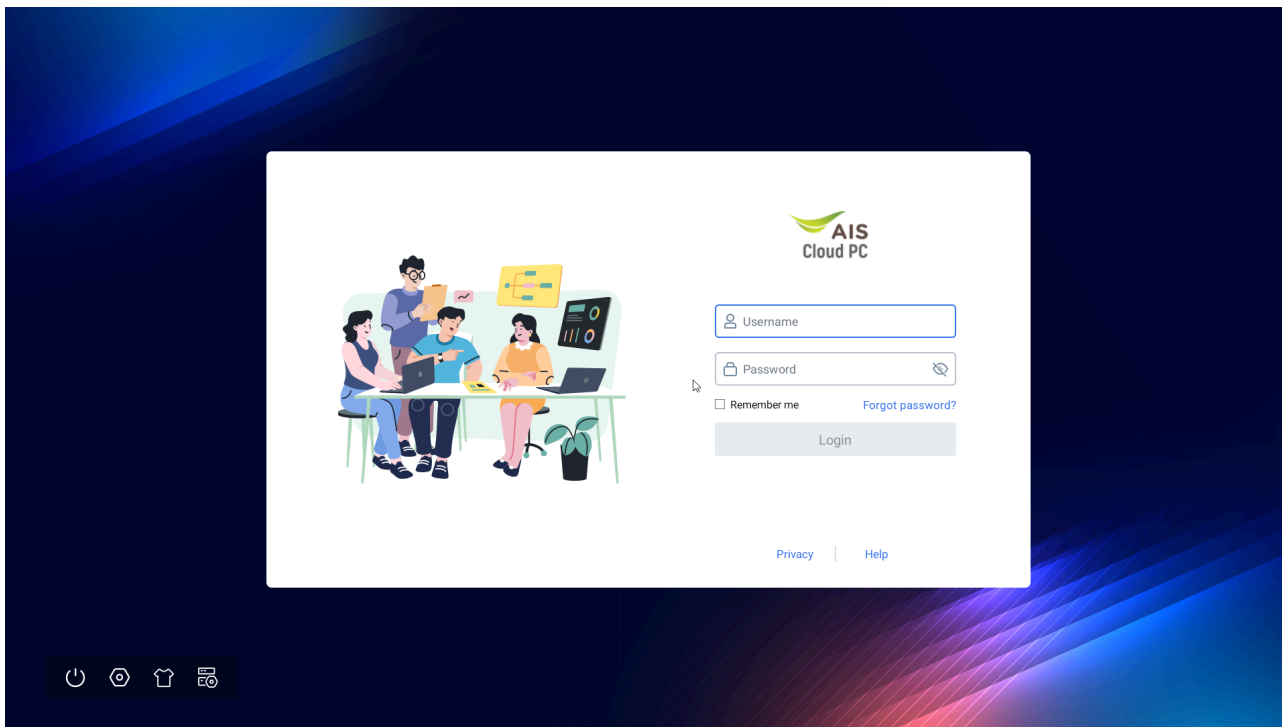 AIS
Cloud PC
Username
Password
Remember me
Forgot password?
Login
Privacy
Help